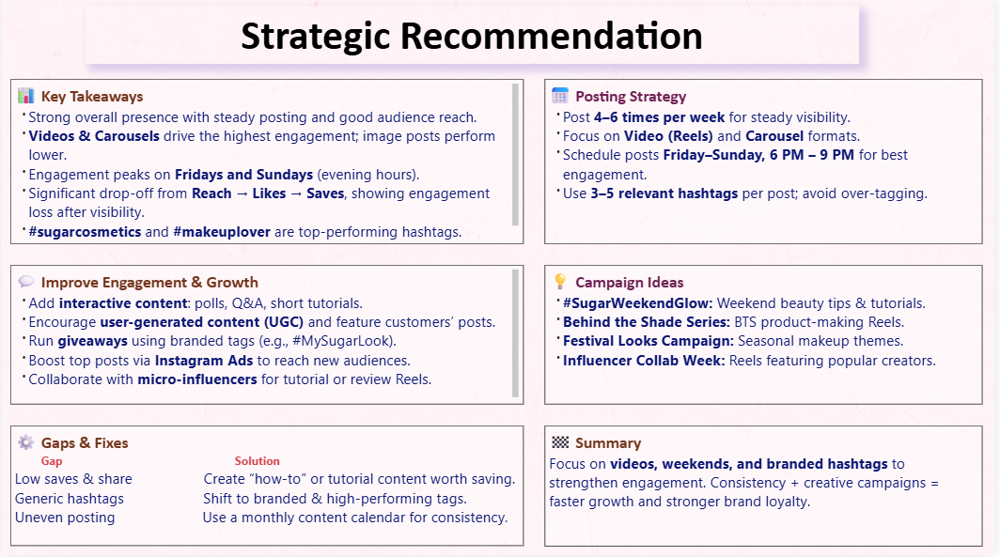 Strategic Recommendation
Key Takeaways
Strong overall presence with steady posting and good audience reach.
Videos & Carousels drive the highest engagement; image posts perform
lower.
Engagement peaks on Fridays and Sundays (evening hours).
Significant drop-off from Reach → Likes → Saves, showing engagement
loss after visibility.
#sugarcosmetics and #makeuplover are top-performing hashtags.
Posting Strategy
Post 4–6 times per week for steady visibility.
Focus on Video (Reels) and Carousel formats.
Schedule posts Friday–Sunday, 6 PM – 9 PM for best
engagement.
Use 3–5 relevant hashtags per post; avoid over-tagging.
Improve Engagement & Growth
Add interactive content: polls, Q&A, short tutorials.
Encourage user-generated content (UGC) and feature customers’ posts.
Run giveaways using branded tags (e.g., #MySugarLook).
Boost top posts via Instagram Ads to reach new audiences.
Collaborate with micro-influencers for tutorial or review Reels.
Campaign Ideas
#SugarWeekendGlow: Weekend beauty tips & tutorials.
Behind the Shade Series: BTS product-making Reels.
Festival Looks Campaign: Seasonal makeup themes.
Influencer Collab Week: Reels featuring popular creators.
Gaps & Fixes
Gap Solution
Low saves & share Create “how-to” or tutorial content worth saving.
Generic hashtags Shift to branded & high-performing tags.
Uneven posting Use a monthly content calendar for consistency.
Summary
Focus on videos, weekends, and branded hashtags to
strengthen engagement. Consistency + creative campaigns =
faster growth and stronger brand loyalty.